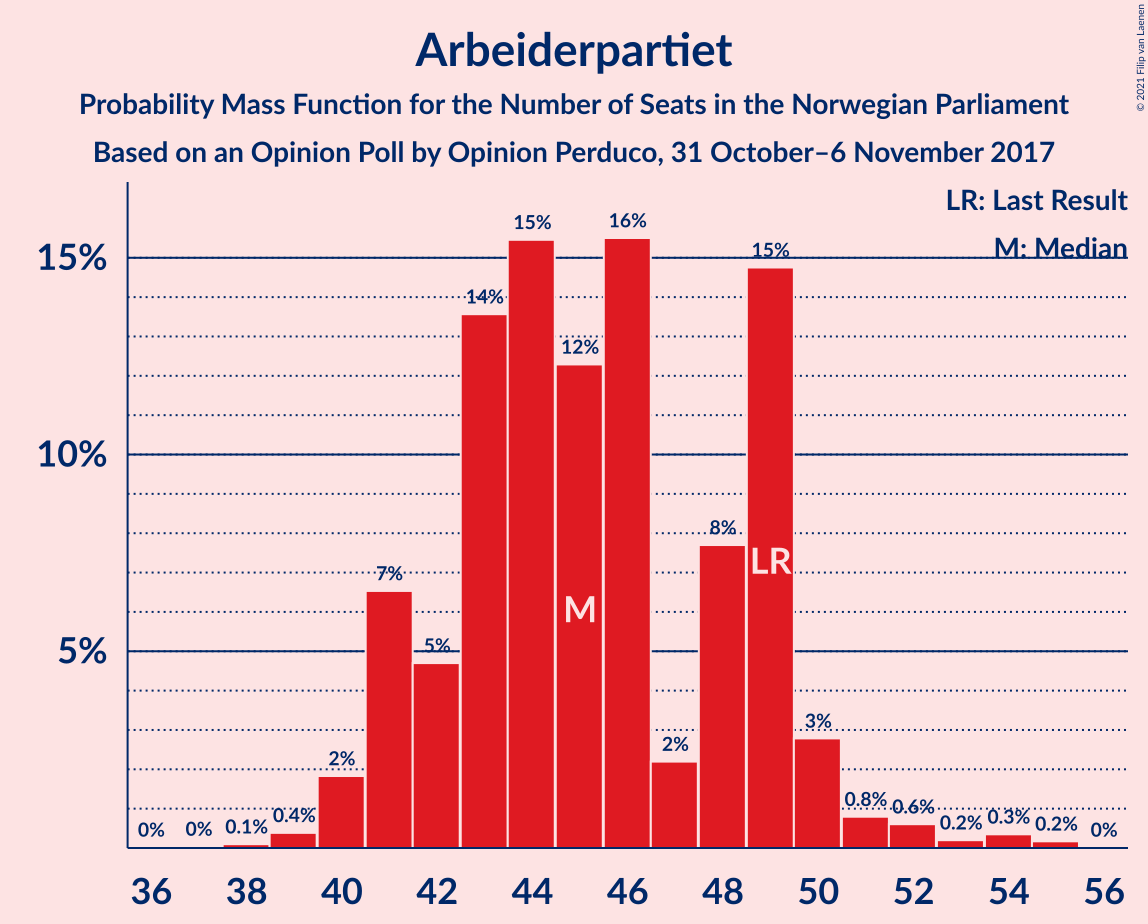 Arbeiderpartiet
Probability Mass Function for the Number of Seats in the Norwegian Parliament
Based on an Opinion Poll by Opinion Perduco, 31 October–6 November 2017
© 2021 Filip van Laenen
LR: Last Result
M: Median
15%
10%
5%
0% 0% 0.1% 0.4% 2% 7% 5% 14% 15% 12% 16% 2% 8% 15% 3% 0.8% 0.6% 0.2% 0.3% 0.2% 0%
M
LR
36 38 40 42 44 46 48 50 52 54 56